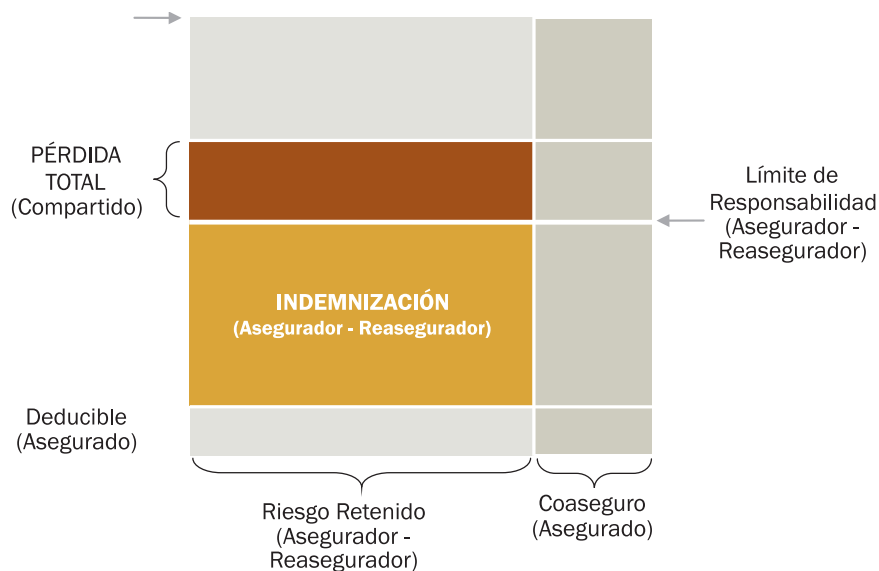 PÉRDIDA
TOTAL
(Compartido)
Límite de
Responsabilidad
(Asegurador -
Reasegurador)
INDEMNIZACIÓN
(Asegurador - Reasegurador)
Deducible
(Asegurado)
Riesgo Retenido
(Asegurador -
Reasegurador)
Coaseguro
(Asegurado)